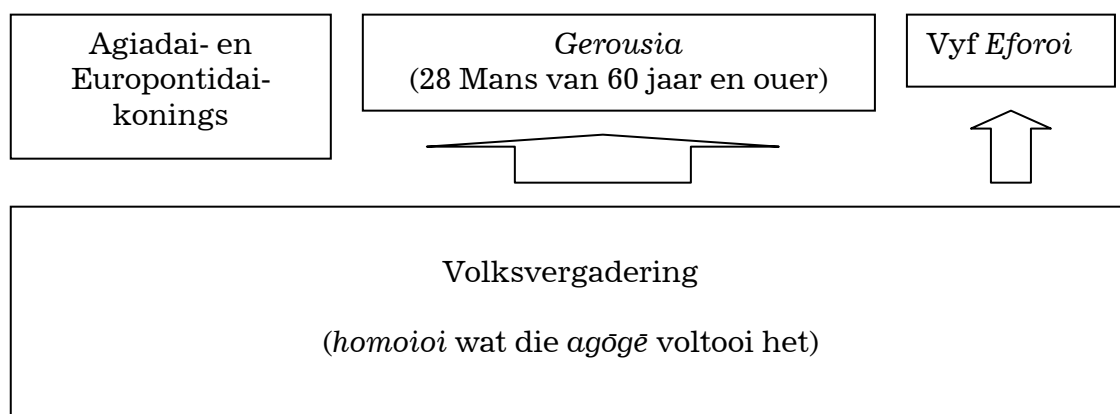 Agiadai- en
Europontidai-
konings
Gerousia
(28 Mans van 60 jaar en ouer)
Vyf Eforoi
Volksvergadering
(homoioi wat die agōgē voltooi het)